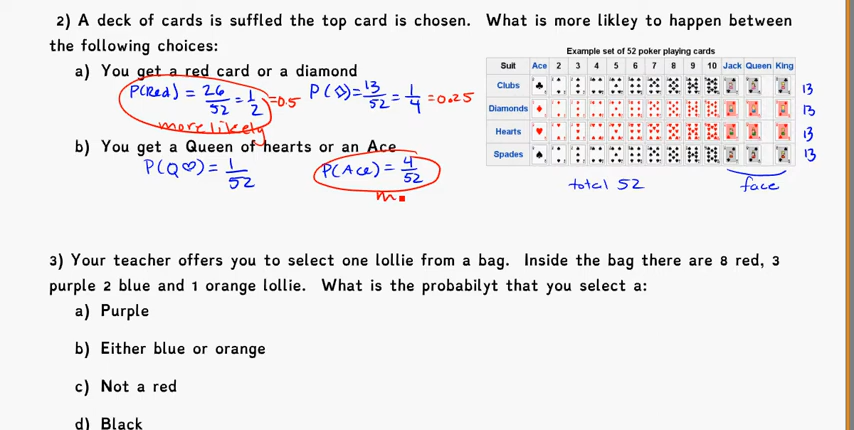 2) A deck of cards is suffled the top card is chosen. What is more likley to happen between
the following choices:
Example set of 52 poker playing cards
Suit Ace 2 3 4 5 6 7 8 9 10 Jack Queen King
Clubs 13
Diamonds 13
Hearts 13
Spades 13
total 52 face
a) You get a red card or a diamond
P(Red) = 26/52 = 1/2 = 0.5 P(♢) = 13/52 = 1/4 = 0.25
more likely
b) You get a Queen of hearts or an Ace
P(Q♡) = 1/52 P(Ace) = 4/52
m
3) Your teacher offers you to select one lollie from a bag. Inside the bag there are 8 red, 3
purple 2 blue and 1 orange lollie. What is the probabilyt that you select a:
a) Purple
b) Either blue or orange
c) Not a red
d) Black